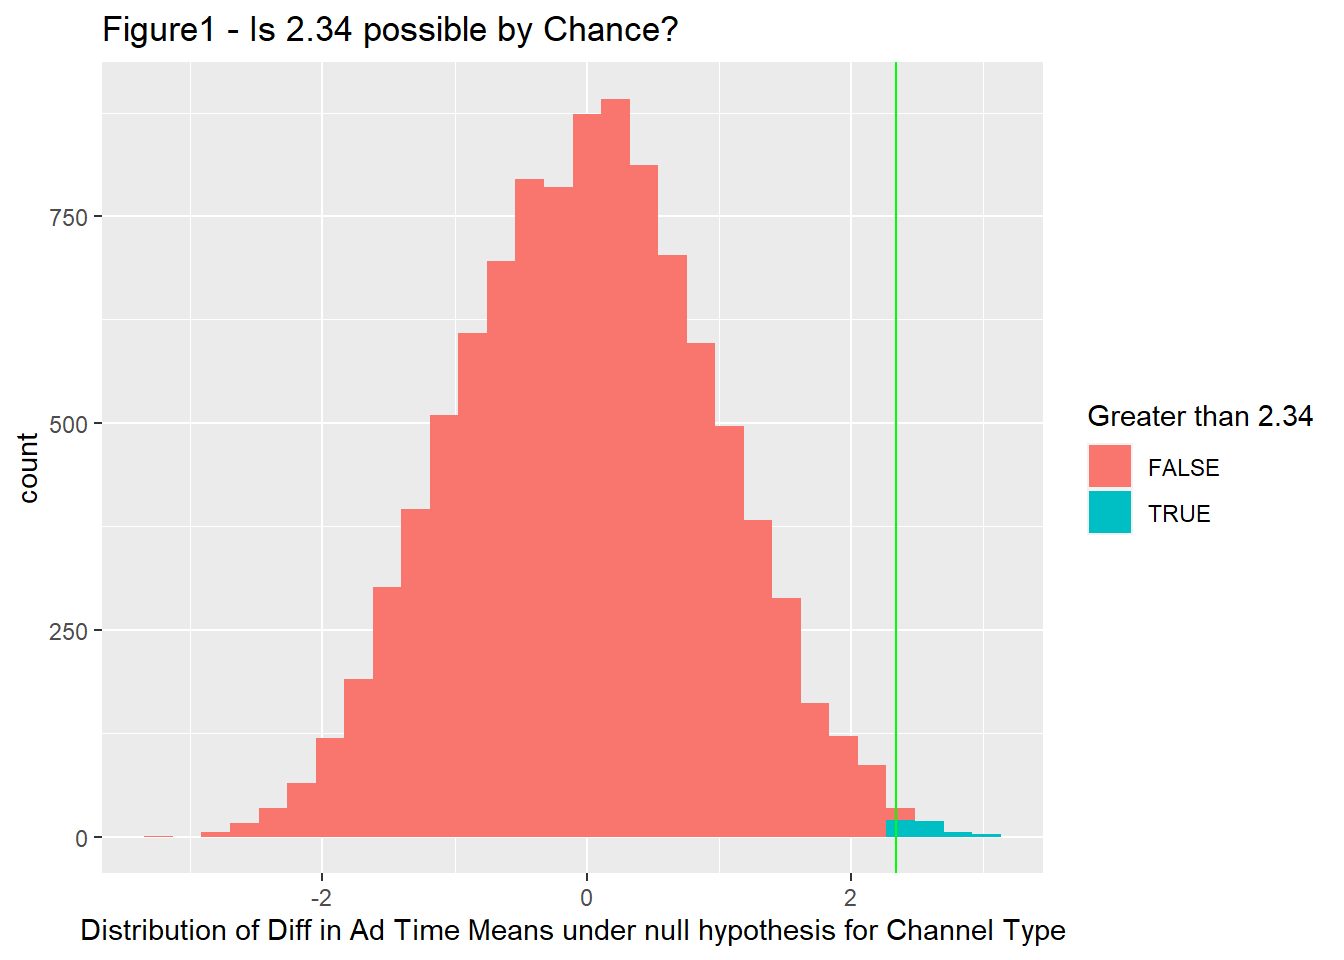 Figure1 - Is 2.34 possible by Chance?
750
500
250
0
count
-2
0
2
Distribution of Diff in Ad Time Means under null hypothesis for Channel Type
Greater than 2.34
FALSE
TRUE